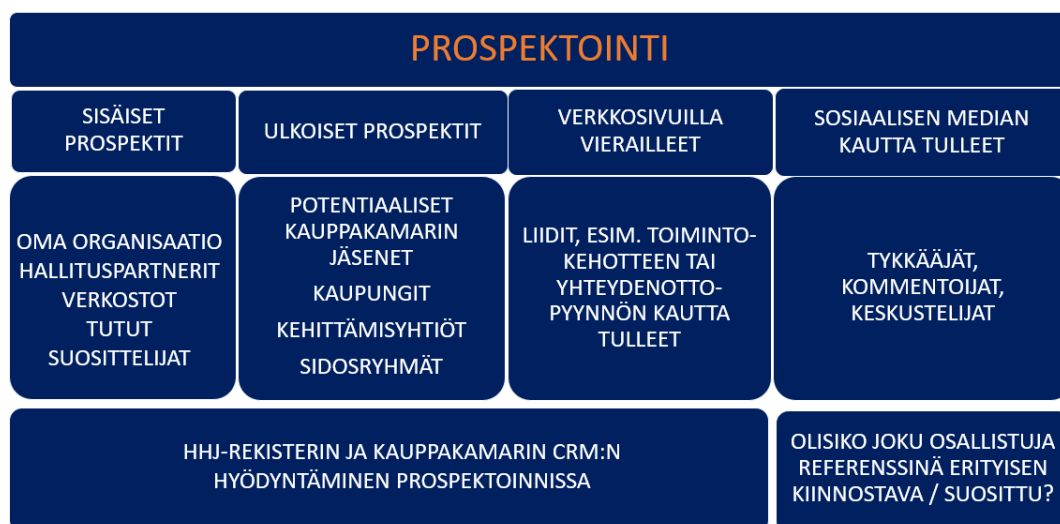 PROSPEKTOINTI
SISÄISET
PROSPEKTIT
ULKOISET PROSPEKTIT
VERKKOSIVUILLA
VIERAILLEET
SOSIAALISEN MEDIAN
KAUTTA TULLEET
OMA ORGANISAATIO
HALLITUSPARTNERIT
VERKOSTOT
TUTUT
SUOSITTELIJAT
POTENTIAALISET
KAUPPAKAMARIN
JÄSENET
KAUPUNGIT
KEHITTÄMISYHTIÖT
SIDOSRYHMÄT
LIIDIT, ESIM. TOIMINTO-
KEHOTTEEN TAI
YHTEYDENOTTO-
PYYNNÖN KAUTTA
TULLEET
TYKKÄÄJÄT,
KOMMENTOIJAT,
KESKUSTELIJAT
HHJ-REKISTERIN JA KAUPPAKAMARIN CRM:N
HYÖDYNTÄMINEN PROSPEKTOINNISSA
OLISIKO JOKU OSALLISTUJA
REFERENSSINÄ ERITYISEN
KIINNOSTAVA / SUOSITTU?